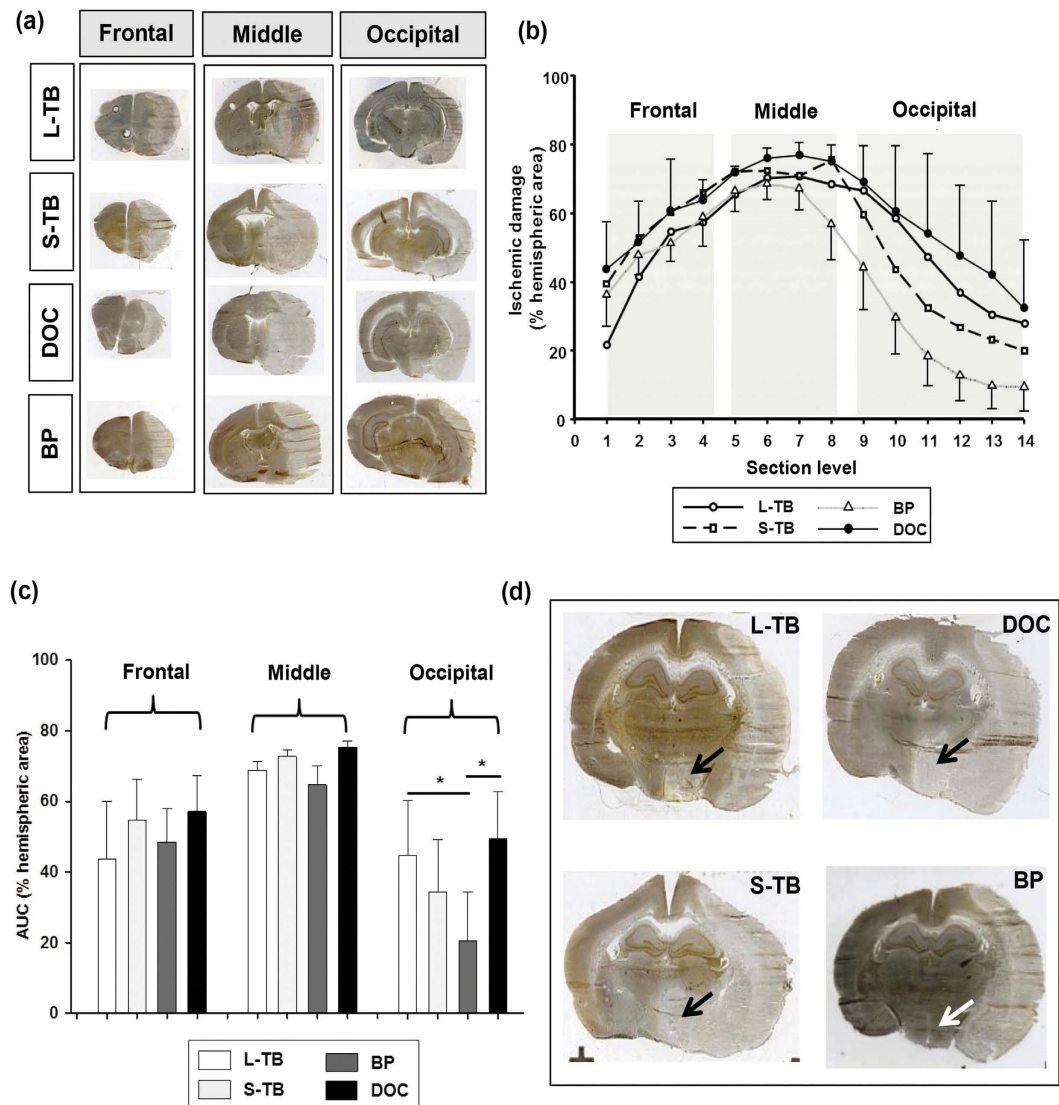 (a)
Frontal Middle Occipital
L-TB
S-TB
DOC
BP
(b)
Ischemic damage
(% hemispheric area)
100
80
60
40
20
0
Frontal Middle Occipital
0 1 2 3 4 5 6 7 8 9 10 11 12 13 14
Section level
L-TB BP
S-TB DOC
(c)
AUC (% hemispheric area)
100
80
60
40
20
0
Frontal Middle Occipital
* *
L-TB BP
S-TB DOC
(d)
L-TB DOC
S-TB BP